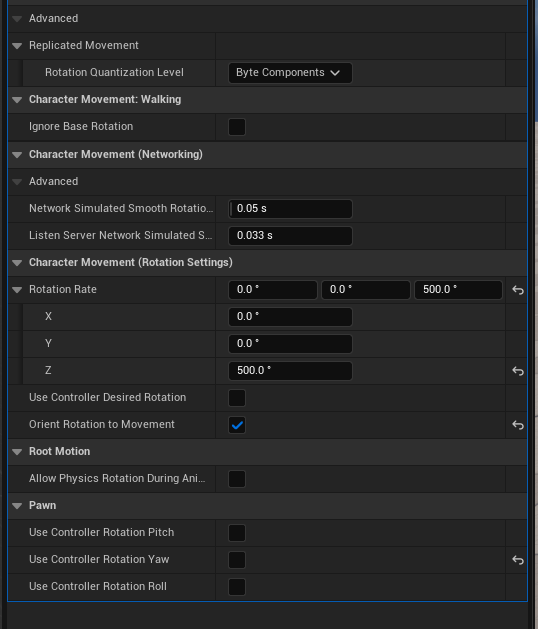 Advanced
Replicated Movement
Rotation Quantization Level Byte Components
Character Movement: Walking
Ignore Base Rotation
Character Movement (Networking)
Advanced
Network Simulated Smooth Rotatio... 0.05 s
Listen Server Network Simulated S... 0.033 s
Character Movement (Rotation Settings)
Rotation Rate 0.0 ° 0.0 ° 500.0 °
X 0.0 °
Y 0.0 °
Z 500.0 °
Use Controller Desired Rotation
Orient Rotation to Movement
Root Motion
Allow Physics Rotation During Ani...
Pawn
Use Controller Rotation Pitch
Use Controller Rotation Yaw
Use Controller Rotation Roll